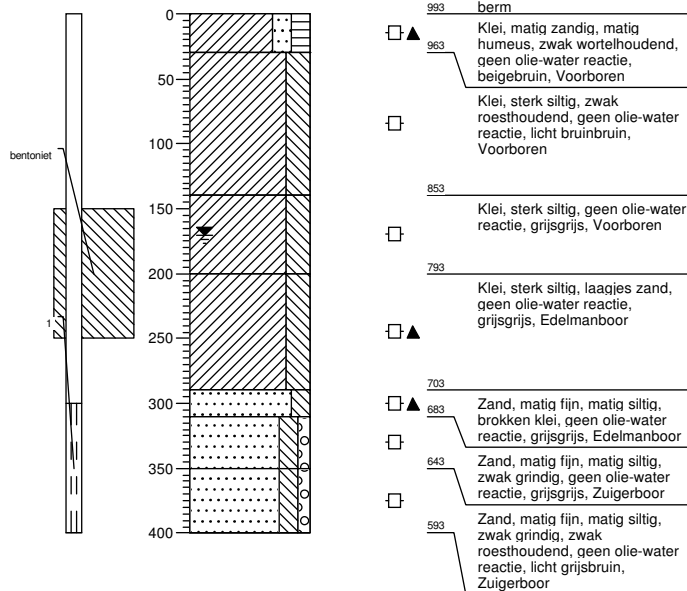 bentoniet
1
0
50
100
150
200
250
300
350
400
993 berm
Klei, matig zandig, matig
humeus, zwak wortelhoudend,
geen olie-water reactie,
beigebruin, Voorboren
963
Klei, sterk siltig, zwak
roesthoudend, geen olie-water
reactie, licht bruinbruin,
Voorboren
853
Klei, sterk siltig, geen olie-water
reactie, grijsgrijs, Voorboren
793
Klei, sterk siltig, laagjes zand,
geen olie-water reactie,
grijsgrijs, Edelmanboor
703
Zand, matig fijn, matig siltig,
brokken klei, geen olie-water
reactie, grijsgrijs, Edelmanboor
683
Zand, matig fijn, matig siltig,
zwak grindig, geen olie-water
reactie, grijsgrijs, Zuigerboor
643
Zand, matig fijn, matig siltig,
zwak grindig, zwak
roesthoudend, geen olie-water
reactie, licht grijsbruin,
Zuigerboor
593